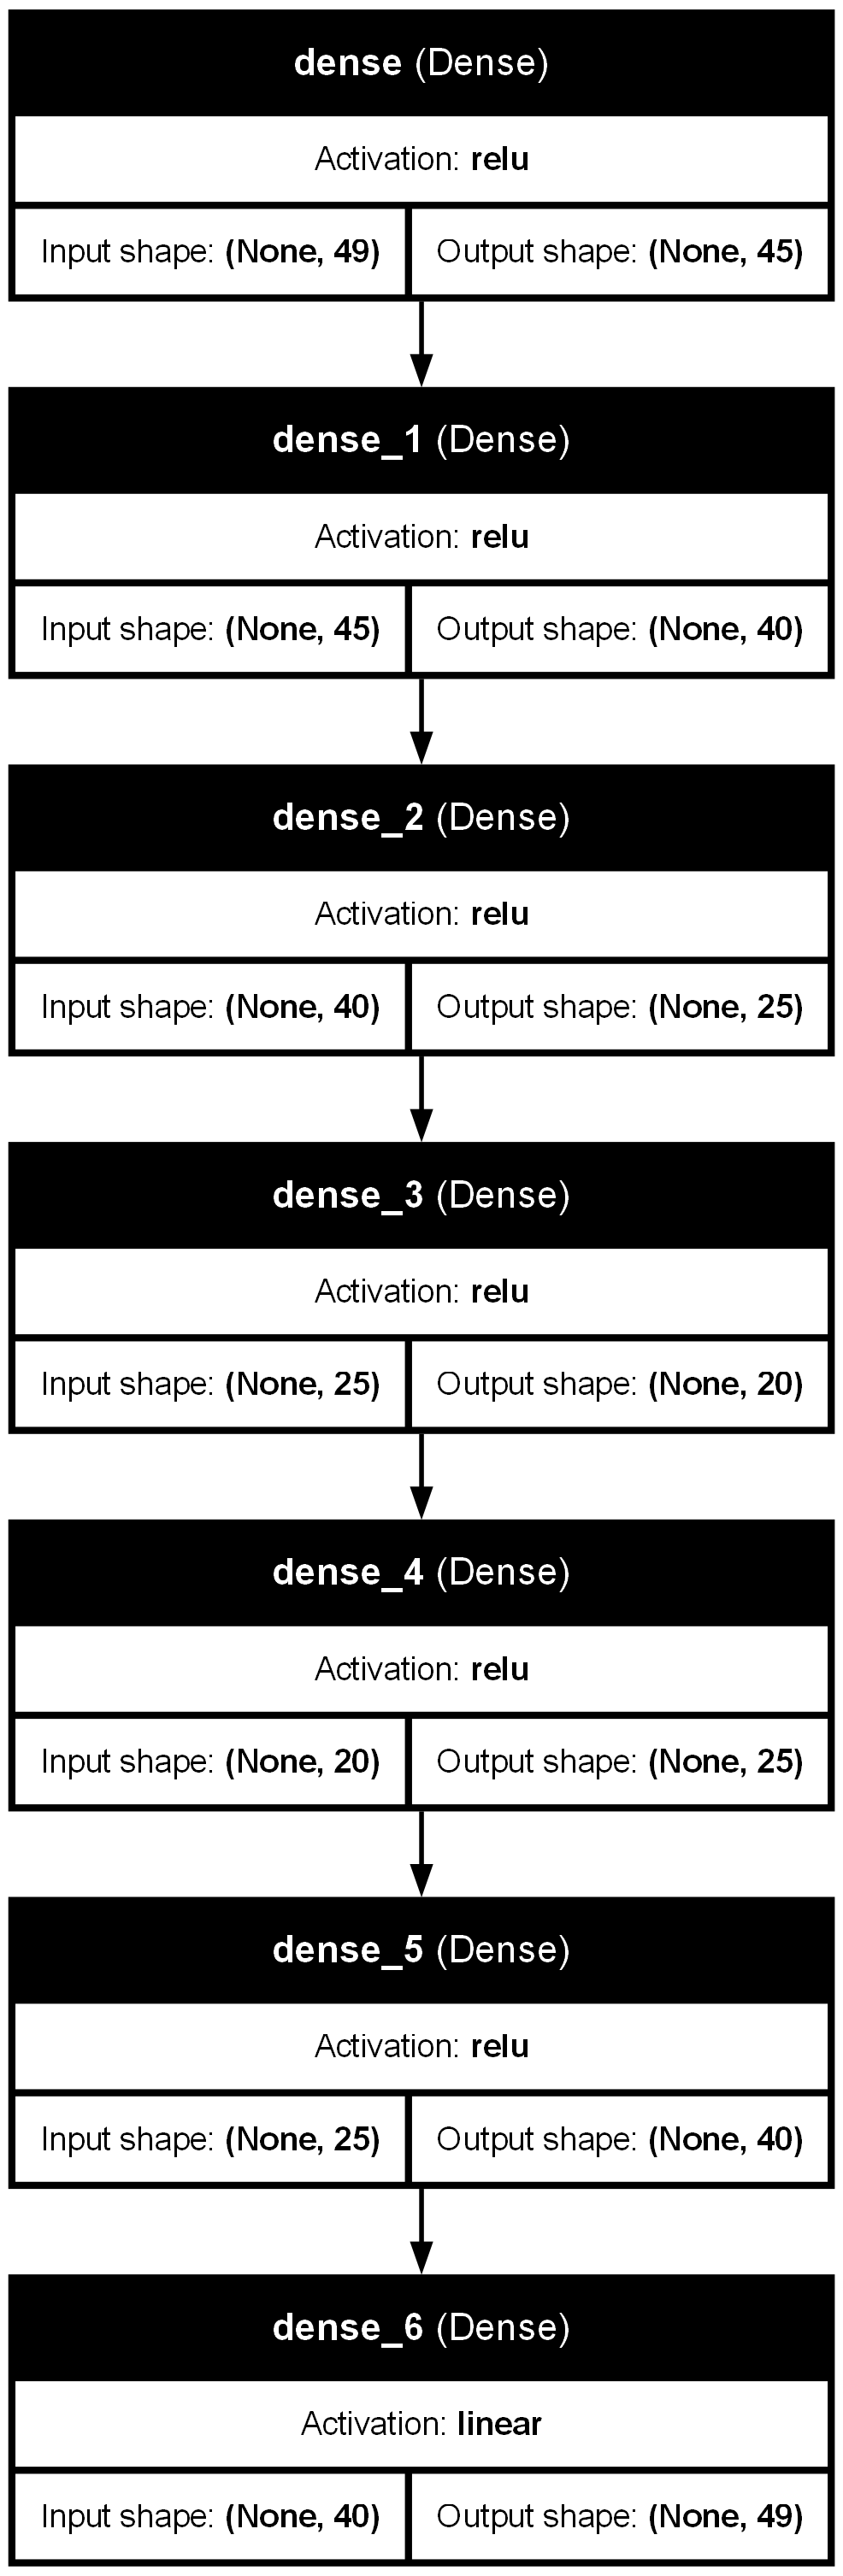 dense (Dense)
Activation: relu
Input shape: (None, 49) Output shape: (None, 45)
dense_1 (Dense)
Activation: relu
Input shape: (None, 45) Output shape: (None, 40)
dense_2 (Dense)
Activation: relu
Input shape: (None, 40) Output shape: (None, 25)
dense_3 (Dense)
Activation: relu
Input shape: (None, 25) Output shape: (None, 20)
dense_4 (Dense)
Activation: relu
Input shape: (None, 20) Output shape: (None, 25)
dense_5 (Dense)
Activation: relu
Input shape: (None, 25) Output shape: (None, 40)
dense_6 (Dense)
Activation: linear
Input shape: (None, 40) Output shape: (None, 49)